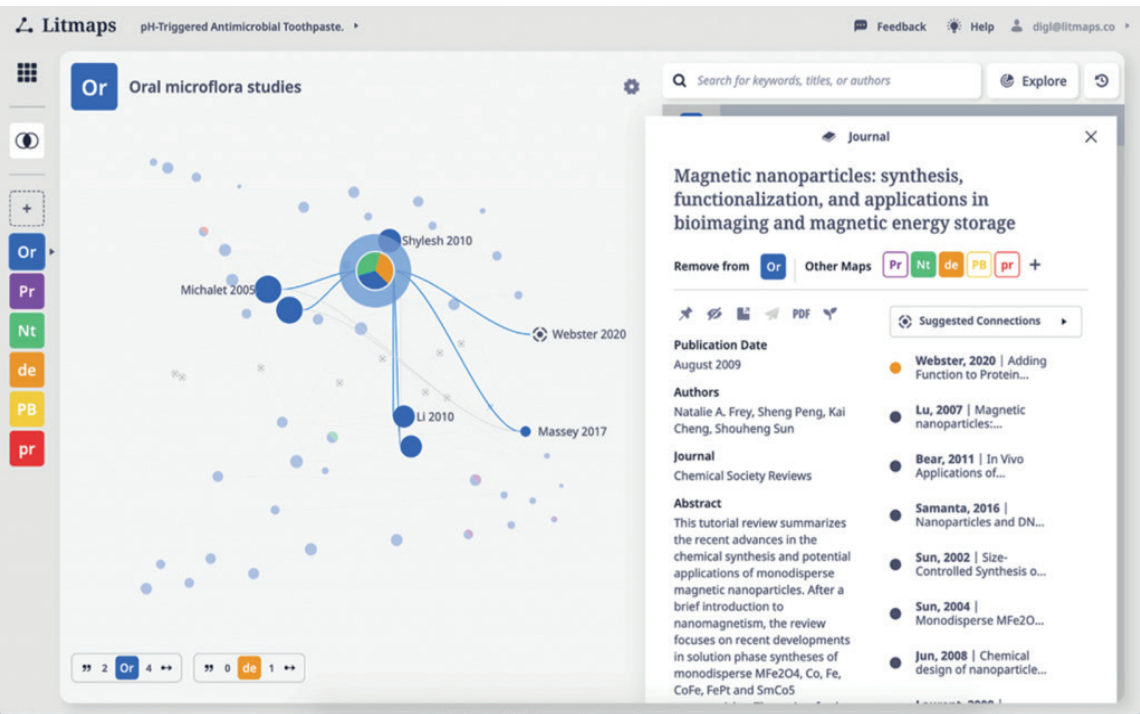 Litmaps
pH-Triggered Antimicrobial Toothpaste.
Feedback
Help
digl@litmaps.co
Or
Oral microflora studies
Search for keywords, titles, or authors
Explore
+
Or
Pr
Nt
de
PB
pr
Shylesh 2010
Michalet 2005
Webster 2020
Li 2010
Massey 2017
2 Or 4
0 de 1
Journal
Magnetic nanoparticles: synthesis,
functionalization, and applications in
bioimaging and magnetic energy storage
Remove from Or Other Maps Pr Nt de PB pr +
PDF
Publication Date
August 2009
Authors
Natalie A. Frey, Sheng Peng, Kai
Cheng, Shouheng Sun
Journal
Chemical Society Reviews
Abstract
This tutorial review summarizes
the recent advances in the
chemical synthesis and potential
applications of monodisperse
magnetic nanoparticles. After a
brief introduction to
nanomagnetism, the review
focuses on recent developments
in solution phase syntheses of
monodisperse MFe2O4, Co, Fe,
CoFe, FePt and SmCo5
Suggested Connections
Webster, 2020 | Adding
Function to Protein...
Lu, 2007 | Magnetic
nanoparticles:...
Bear, 2011 | In Vivo
Applications of...
Samanta, 2016 |
Nanoparticles and DN...
Sun, 2002 | Size-
Controlled Synthesis o...
Sun, 2004 |
Monodisperse MFe2O...
Jun, 2008 | Chemical
design of nanoparticle...